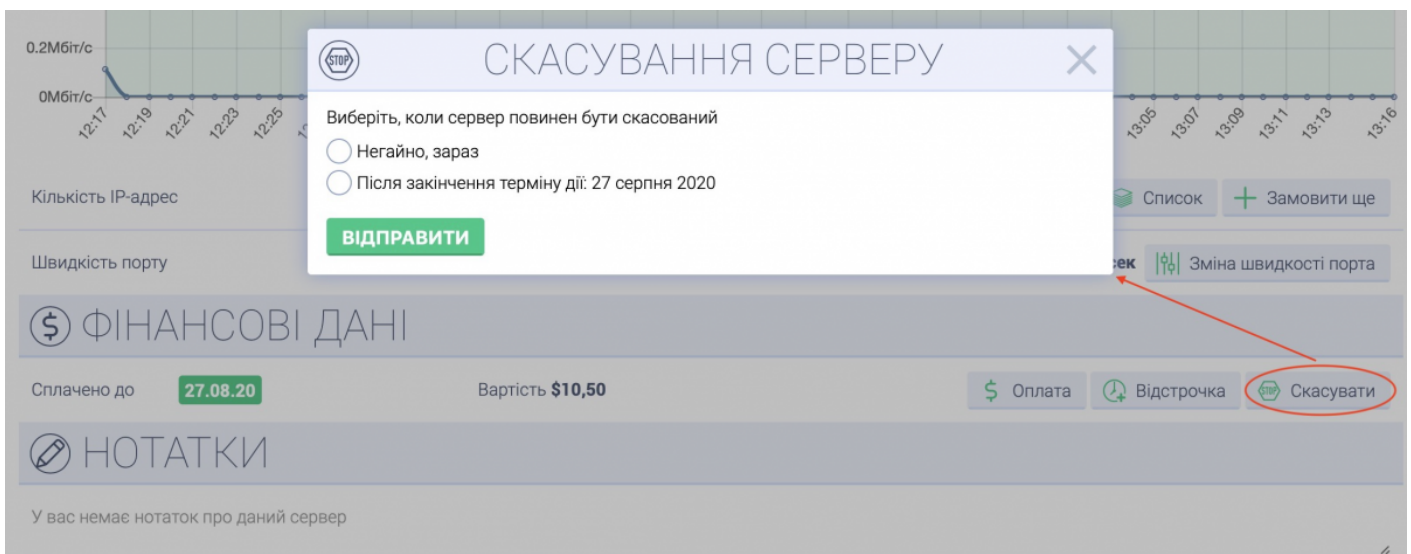 0.2Мбіт/с
0Мбіт/с
12:17 12:19 12:21 12:23 12:25 13:05 13:07 13:09 13:11 13:13 13:16
STOP СКАСУВАННЯ СЕРВЕРУ
Виберіть, коли сервер повинен бути скасований
Негайно, зараз
Після закінчення терміну дії: 27 серпня 2020
ВІДПРАВИТИ
Кількість IP-адрес Список Замовити ще
Швидкість порту сек Зміна швидкості порта
$ ФІНАНСОВІ ДАНІ
Сплачено до 27.08.20 Вартість $10,50 $ Оплата Відстрочка STOP Скасувати
НОТАТКИ
У вас немає нотаток про даний сервер